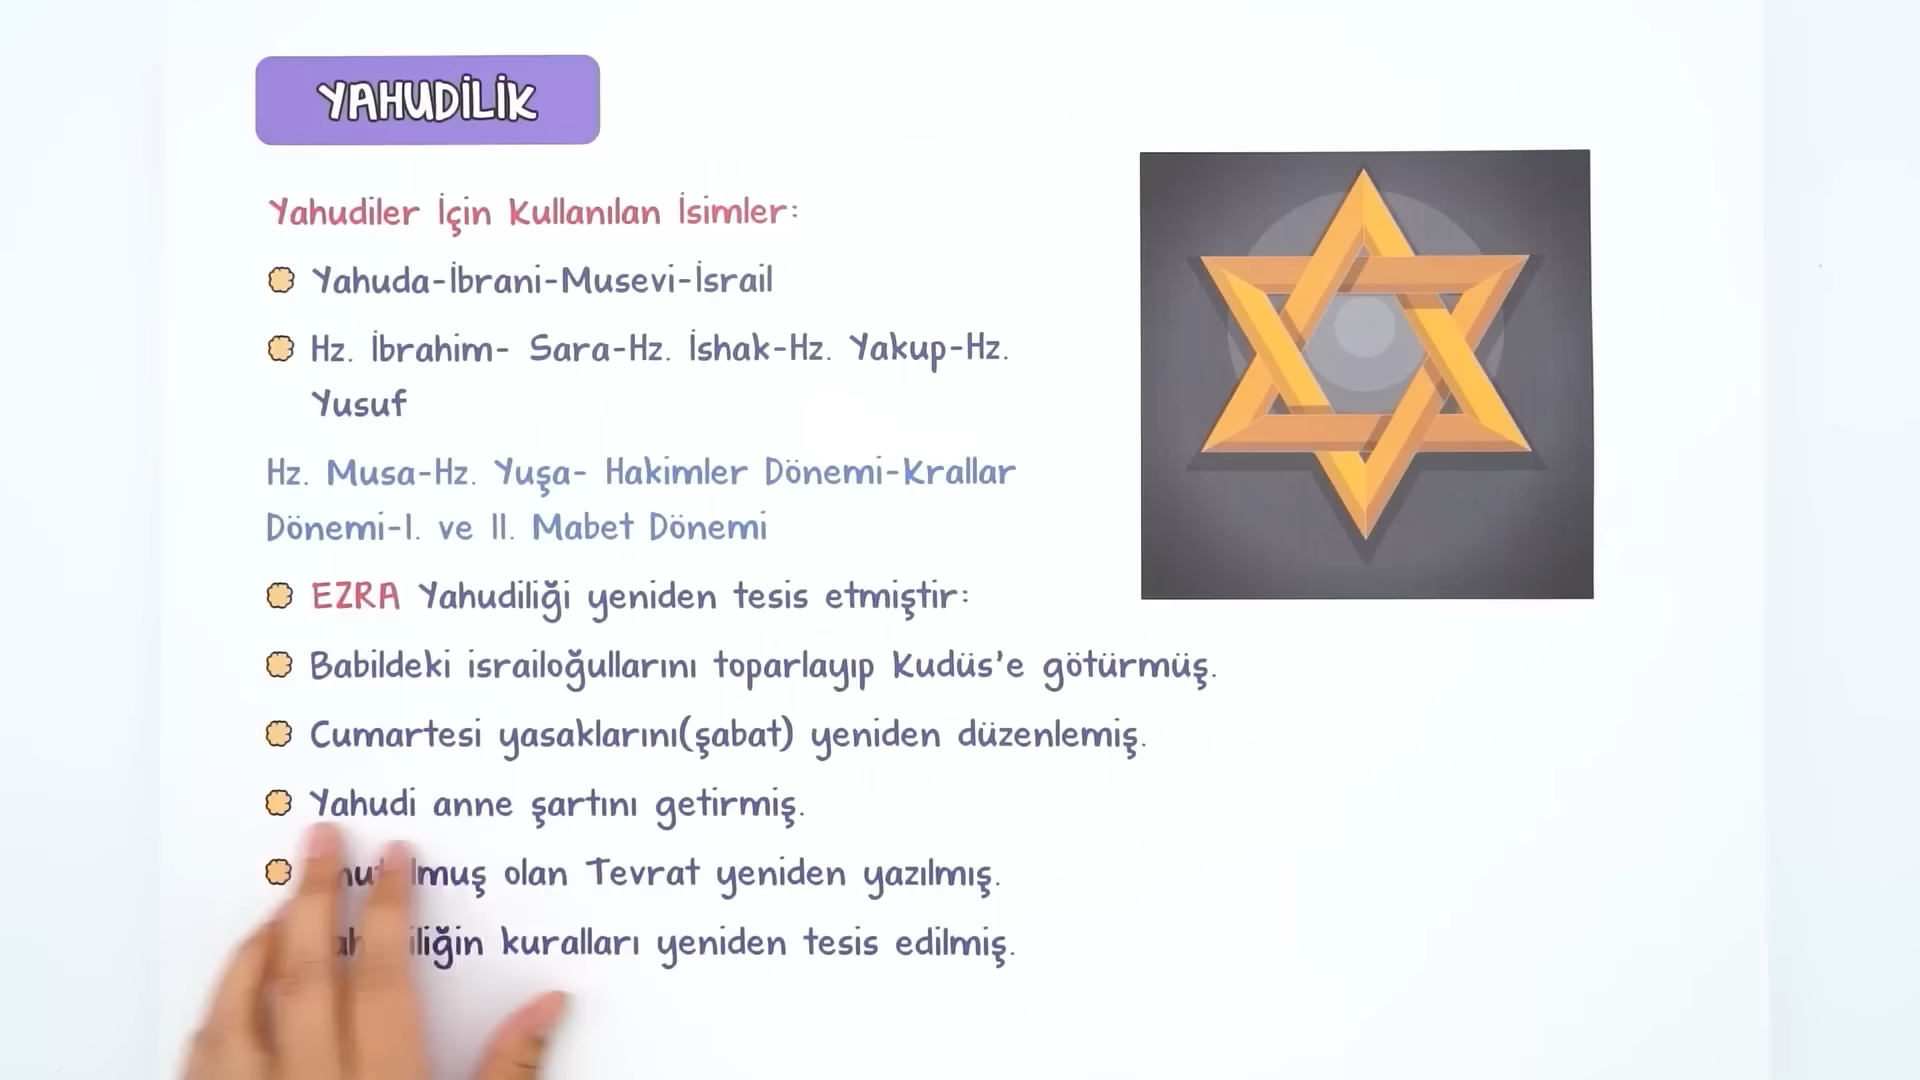 YAHUDİLİK
Yahudiler İçin Kullanılan İsimler:
Yahuda-İbrani-Musevi-İsrail
Hz. İbrahim- Sara-Hz. İshak-Hz. Yakup-Hz.
Yusuf
Hz. Musa-Hz. Yuşa- Hakimler Dönemi-Krallar
Dönemi-I. ve II. Mabet Dönemi
EZRA Yahudiliği yeniden tesis etmiştir:
Babildeki israiloğullarını toparlayıp Kudüs'e götürmüş.
Cumartesi yasaklarını(şabat) yeniden düzenlemiş.
Yahudi anne şartını getirmiş.
olan Tevrat yeniden yazılmış.
kuralları yeniden tesis edilmiş.